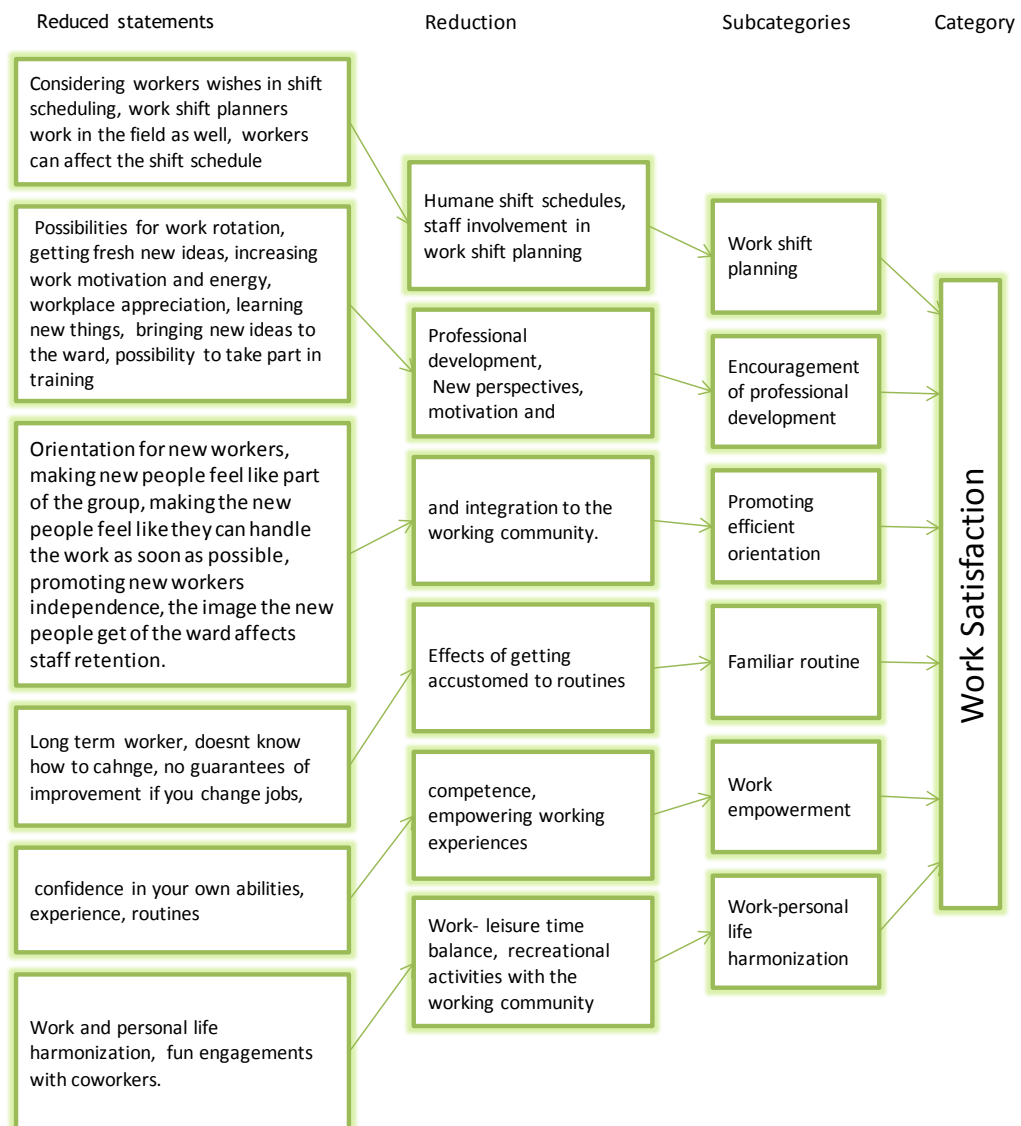 Reduced statements
Reduction
Subcategories
Category
Considering workers wishes in shift
scheduling, work shift planners
work in the field as well, workers
can affect the shift schedule
Possibilities for work rotation,
getting fresh new ideas, increasing
work motivation and energy,
workplace appreciation, learning
new things, bringing new ideas to
the ward, possibility to take part in
training
Orientation for new workers,
making new people feel like part
of the group, making the new
people feel like they can handle
the work as soon as possible,
promoting new workers
independence, the image the new
people get of the ward affects
staff retention.
Long term worker, doesnt know
how to cahnge, no guarantees of
improvement if you change jobs,
confidence in your own abilities,
experience, routines
Work and personal life
harmonization, fun engagements
with coworkers.
Humane shift schedules,
staff involvement in
work shift planning
Professional
development,
New perspectives,
motivation and
and integration to the
working community.
Effects of getting
accustomed to routines
competence,
empowering working
experiences
Work- leisure time
balance, recreational
activities with the
working community
Work shift
planning
Encouragement
of professional
development
Promoting
efficient
orientation
Familiar routine
Work
empowerment
Work-personal
life
harmonization
Work Satisfaction